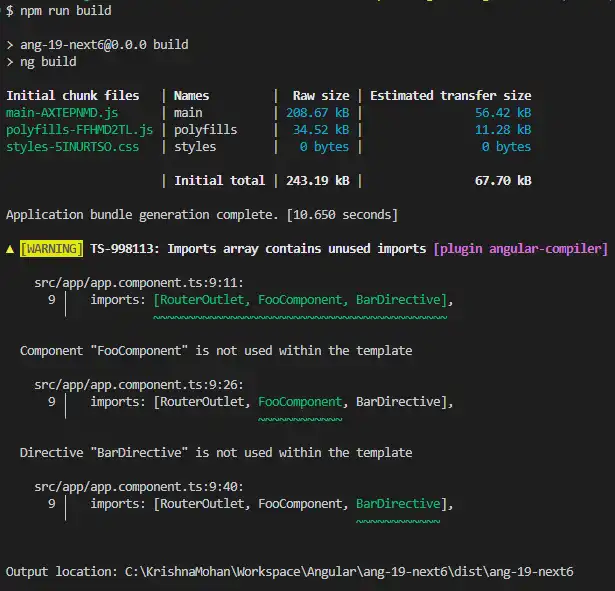 $ npm run build
> ang-19-next6@0.0.0 build
> ng build
Initial chunk files | Names | Raw size | Estimated transfer size
main-AXTEPNMD.js | main | 208.67 kB | 56.42 kB
polyfills-FFHMD2TL.js | polyfills | 34.52 kB | 11.28 kB
styles-5INURTSO.css | styles | 0 bytes | 0 bytes
| Initial total | 243.19 kB | 67.70 kB
Application bundle generation complete. [10.650 seconds]
▲ [WARNING] TS-998113: Imports array contains unused imports [plugin angular-compiler]
src/app/app.component.ts:9:11:
9 │ imports: [RouterOutlet, FooComponent, BarDirective],
~~~~~~~~~~~~~~~~~~~~~~~~~~~~~~~~~~~~~~~~~~
Component "FooComponent" is not used within the template
src/app/app.component.ts:9:26:
9 │ imports: [RouterOutlet, FooComponent, BarDirective],
~~~~~~~~~~~~
Directive "BarDirective" is not used within the template
src/app/app.component.ts:9:40:
9 │ imports: [RouterOutlet, FooComponent, BarDirective],
~~~~~~~~~~~~
Output location: C:\KrishnaMohan\Workspace\Angular\ang-19-next6\dist\ang-19-next6